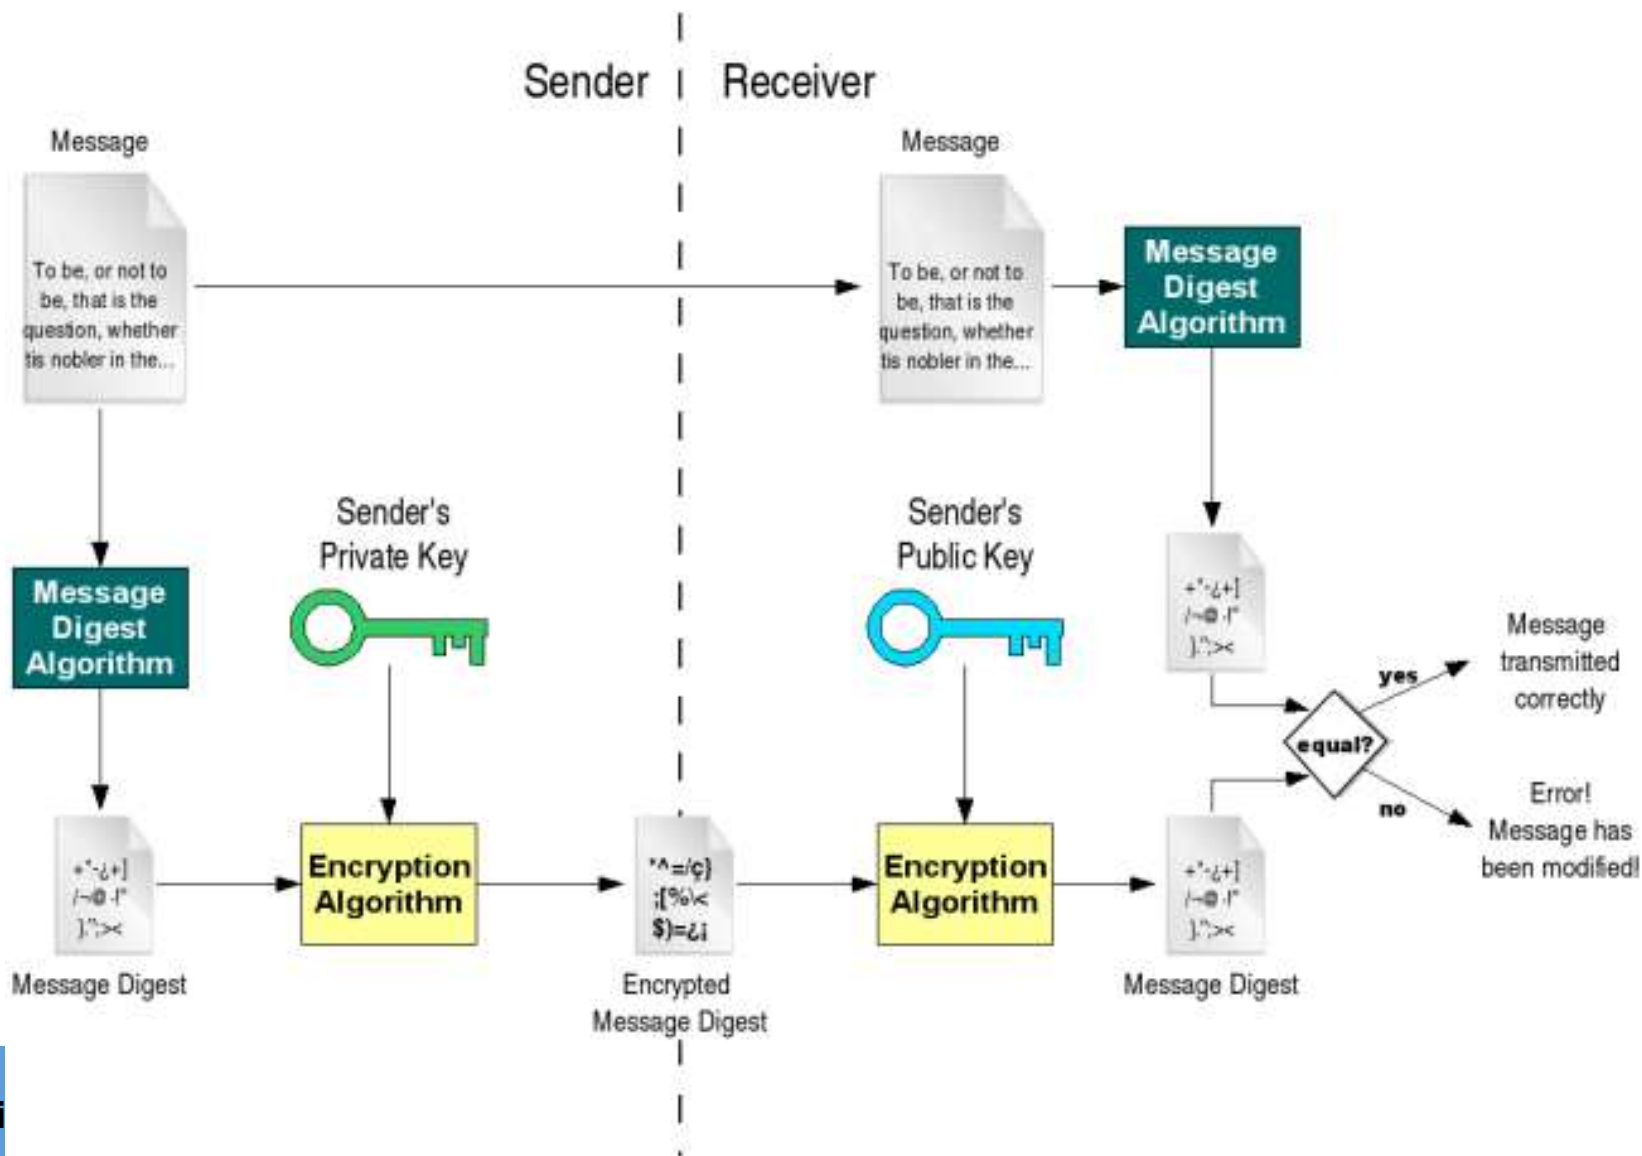 Sender
Receiver
Message
To be, or not to
be, that is the
question, whether
tis nobler in the...
Message
To be, or not to
be, that is the
question, whether
tis nobler in the...
Message
Digest
Algorithm
Sender's
Private Key
Sender's
Public Key
Message
Digest
Algorithm
+*-¿+]
/¬@·l"
}.";><
Message
transmitted
correctly
yes
equal?
no
Error!
Message has
been modified!
+*-¿+]
/¬@·l"
}.";><
Message Digest
Encryption
Algorithm
*^=/ç}
;[%\<
$)=¿¡
Encrypted
Message Digest
Encryption
Algorithm
+*-¿+]
/¬@·l"
}.";><
Message Digest